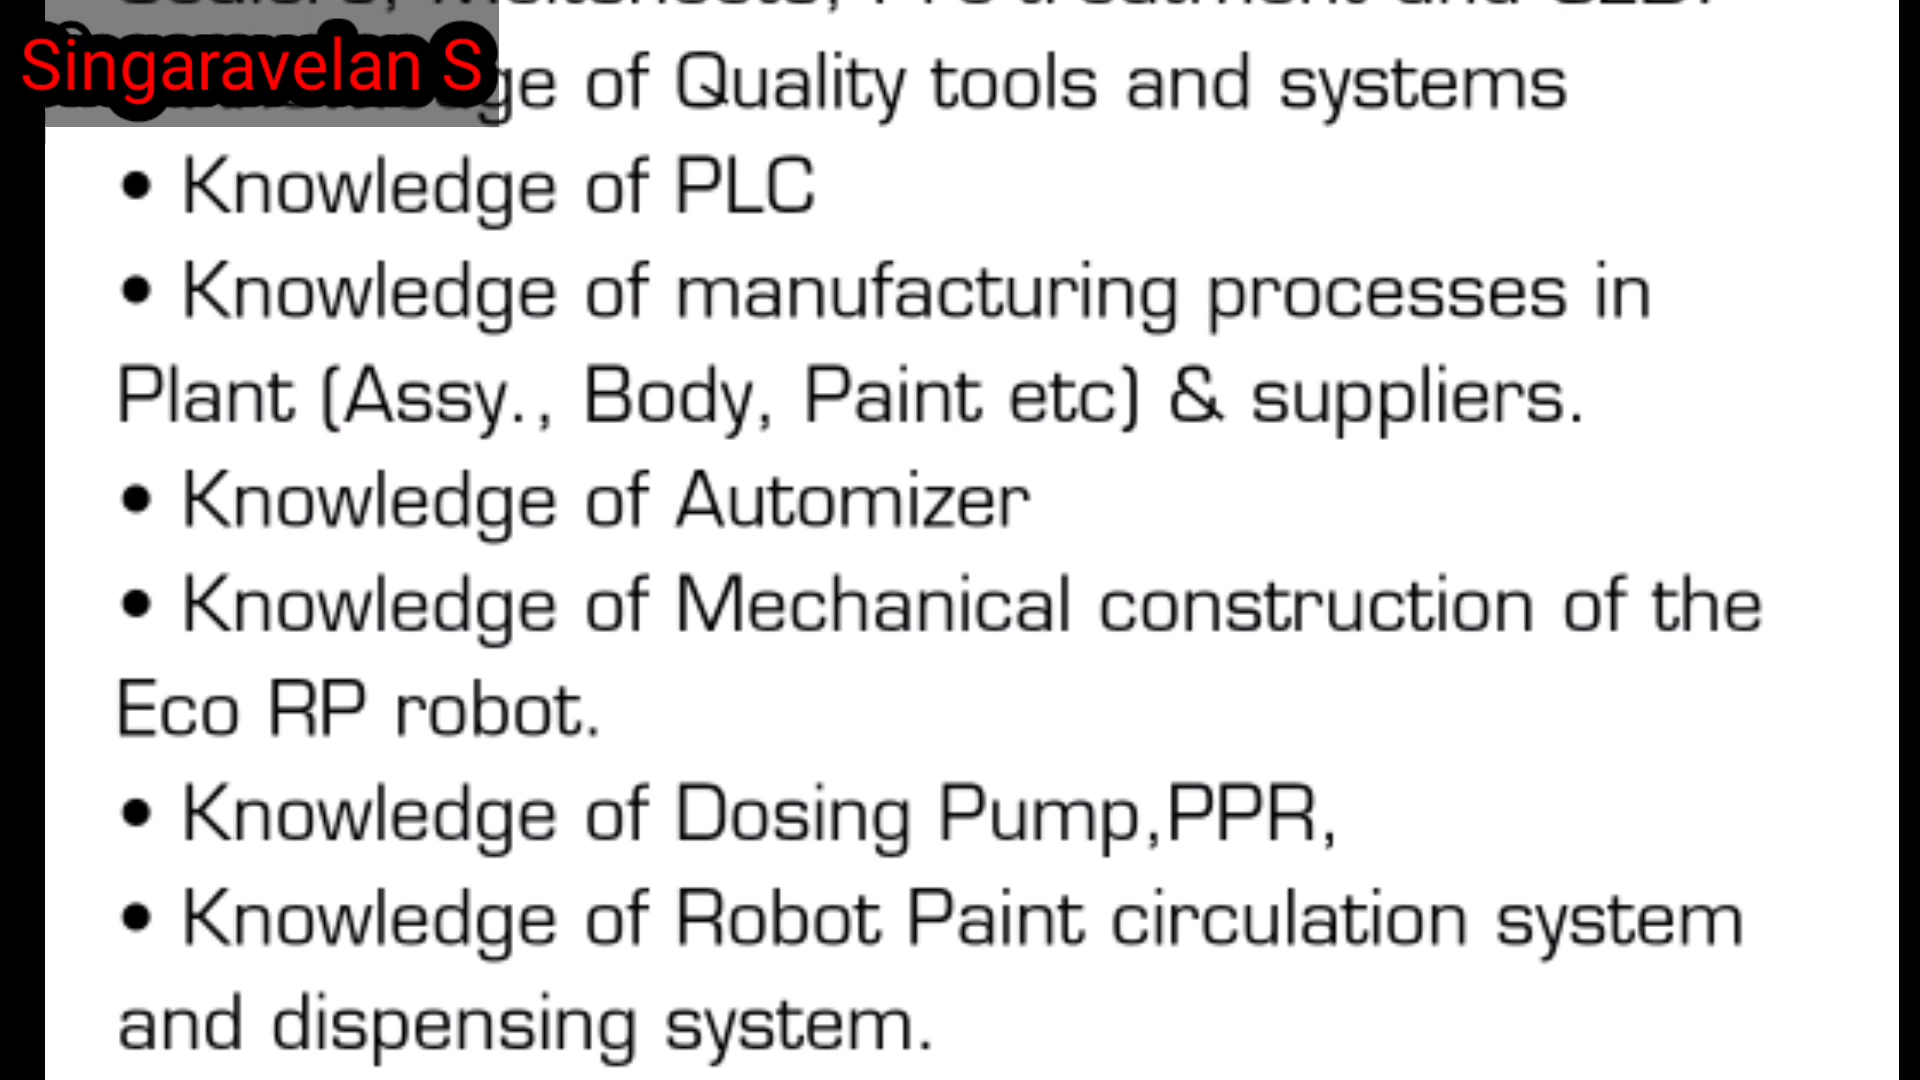 Singaravelan S
of Quality tools and systems
• Knowledge of PLC
• Knowledge of manufacturing processes in
Plant (Assy., Body, Paint etc) & suppliers.
• Knowledge of Automizer
• Knowledge of Mechanical construction of the
Eco RP robot.
• Knowledge of Dosing Pump,PPR,
• Knowledge of Robot Paint circulation system
and dispensing system.